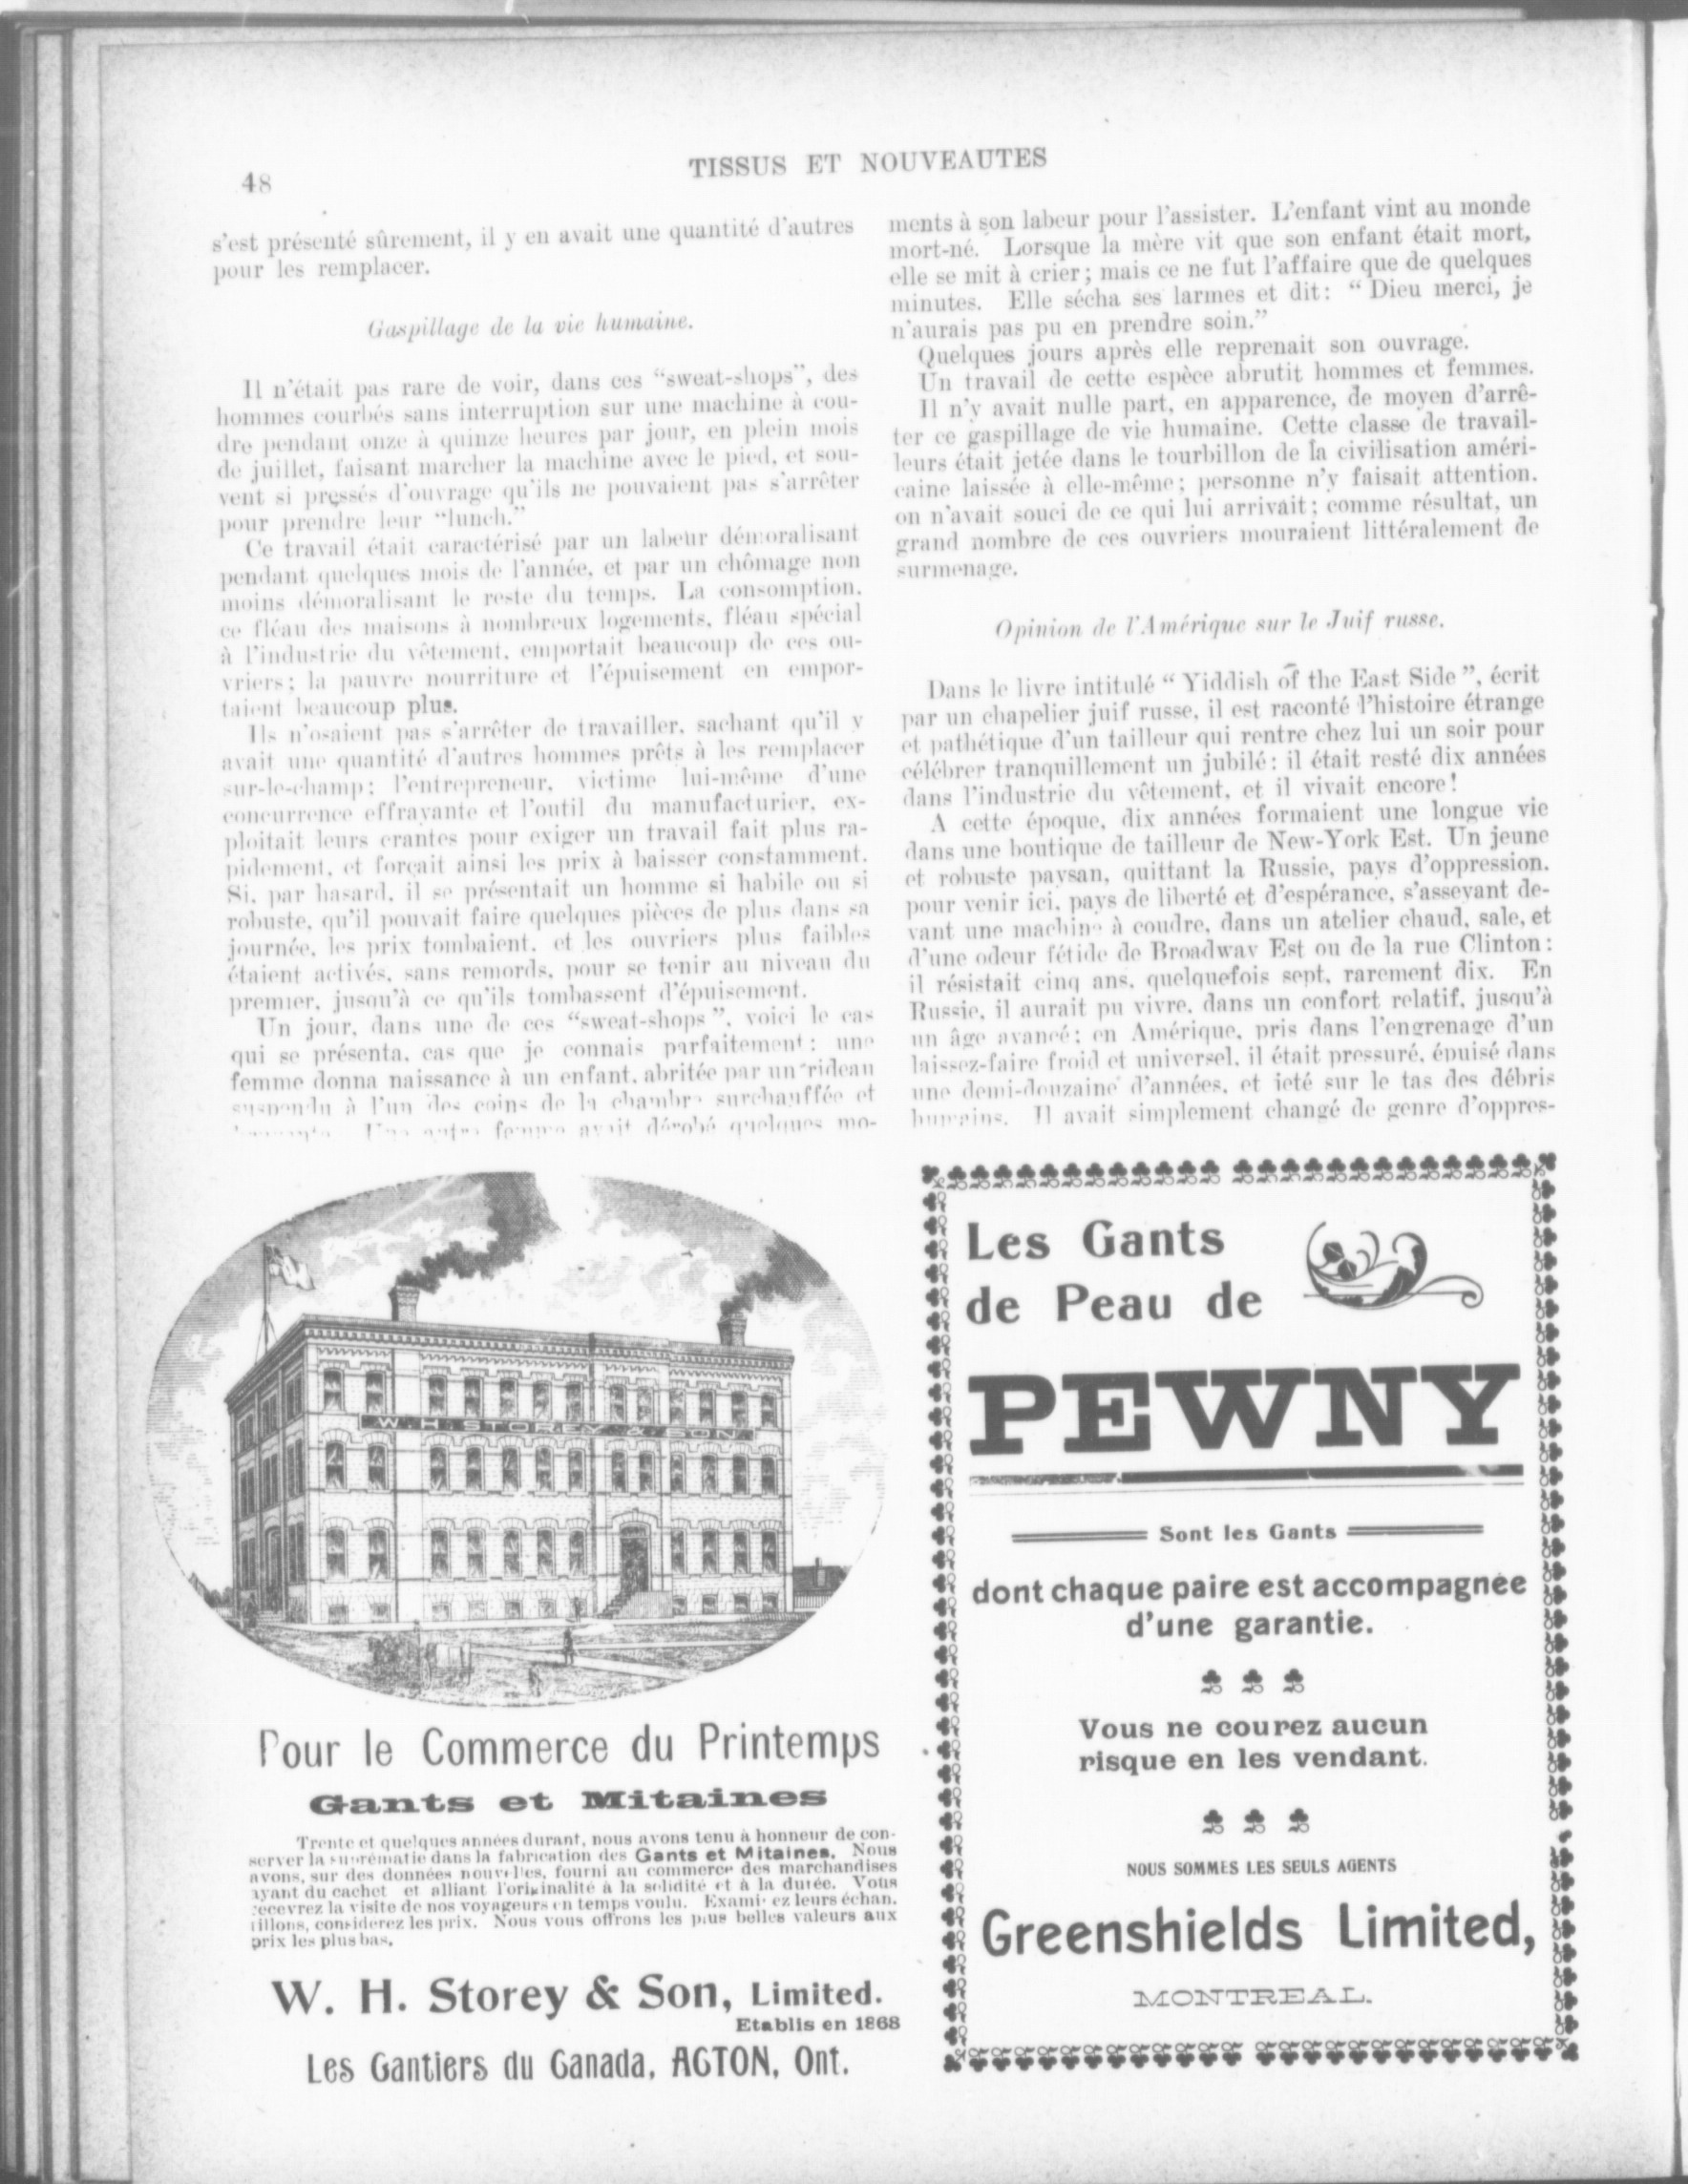 48
TISSUS ET NOUVEAUTES
s'est présenté sûrement, il y en avait une quantité d'autres
pour les remplacer.
Gaspillage de la vie humaine.
Il n'était pas rare de voir, dans ces "sweat-shops", des
hommes courbés sans interruption sur une machine à cou-
dre pendant onze à quinze heures par jour, en plein mois
de juillet, faisant marcher la machine avec le pied, et sou-
vent si pressés d'ouvrage qu'ils ne pouvaient pas s'arrêter
pour prendre leur "lunch."
Ce travail était caractérisé par un labeur démoralisant
pendant quelques mois de l'année, et par un chômage non
moins démoralisant le reste du temps. La consomption,
ce fléau des maisons à nombreux logements, fléau spécial
à l'industrie du vêtement, emportait beaucoup de ces ou-
vriers; la pauvre nourriture et l'épuisement en empor-
taient beaucoup plus.
Ils n'osaient pas s'arrêter de travailler, sachant qu'il y
avait une quantité d'autres hommes prêts à les remplacer
sur-le-champ; l'entrepreneur, victime lui-même d'une
concurrence effrayante et l'outil du manufacturier, ex-
ploitait leurs crantes pour exiger un travail fait plus ra-
pidement, et forçait ainsi les prix à baisser constamment.
Si, par hasard, il se présentait un homme si habile ou si
robuste, qu'il pouvait faire quelques pièces de plus dans sa
journée, les prix tombaient, et les ouvriers plus faibles
étaient activés, sans remords, pour se tenir au niveau du
premier, jusqu'à ce qu'ils tombassent d'épuisement.
Un jour, dans une de ces "sweat-shops", voici le cas
qui se présenta, cas que je connais parfaitement: une
femme donna naissance à un enfant, abritée par un rideau
suspendu à l'un des coins de la chambre surchauffée et
Une autre femme avait dérobé quelques mo-
ments à son labeur pour l'assister. L'enfant vint au monde
mort-né. Lorsque la mère vit que son enfant était mort,
elle se mit à crier; mais ce ne fut l'affaire que de quelques
minutes. Elle sécha ses larmes et dit: "Dieu merci, je
n'aurais pas pu en prendre soin."
Quelques jours après elle reprenait son ouvrage.
Un travail de cette espèce abrutit hommes et femmes.
Il n'y avait nulle part, en apparence, de moyen d'arrê-
ter ce gaspillage de vie humaine. Cette classe de travail-
leurs était jetée dans le tourbillon de la civilisation améri-
caine laissée à elle-même; personne n'y faisait attention,
on n'avait souci de ce qui lui arrivait; comme résultat, un
grand nombre de ces ouvriers mouraient littéralement de
surmenage.
Opinion de l'Amérique sur le Juif russe.
Dans le livre intitulé "Yiddish of the East Side", écrit
par un chapelier juif russe, il est raconté l'histoire étrange
et pathétique d'un tailleur qui rentre chez lui un soir pour
célébrer tranquillement un jubilé: il était resté dix années
dans l'industrie du vêtement, et il vivait encore!
A cette époque, dix années formaient une longue vie
dans une boutique de tailleur de New-York Est. Un jeune
et robuste paysan, quittant la Russie, pays d'oppression,
pour venir ici, pays de liberté et d'espérance, s'asseyant de-
vant une machine à coudre, dans un atelier chaud, sale, et
d'une odeur fétide de Broadway Est ou de la rue Clinton:
il résistait cinq ans, quelquefois sept, rarement dix. En
Russie, il aurait pu vivre, dans un confort relatif, jusqu'à
un âge avancé; en Amérique, pris dans l'engrenage d'un
laissez-faire froid et universel, il était pressuré, épuisé dans
une demi-douzaine d'années, et jeté sur le tas des débris
humains. Il avait simplement changé de genre d'oppres-
W. H. STOREY & SON.
Pour le Commerce du Printemps
Gants et Mitaines
Trente et quelques années durant, nous avons tenu à honneur de con-
server la suprématie dans la fabrication des Gants et Mitaines. Nous
avons, sur des données nouvelles, fourni au commerce des marchandises
ayant du cachet et alliant l'originalité à la solidité et à la durée. Vous
recevrez la visite de nos voyageurs en temps voulu. Examinez leurs échan.
tillons, considerez les prix. Nous vous offrons les plus belles valeurs aux
prix les plus bas.
W. H. Storey & Son, Limited.
Etablis en 1868
Les Gantiers du Canada, ACTON, Ont.
Les Gants
de Peau de
PEWNY
Sont les Gants
dont chaque paire est accompagnée
d'une garantie.
Vous ne courez aucun
risque en les vendant.
NOUS SOMMES LES SEULS AGENTS
Greenshields Limited,
MONTREAL.